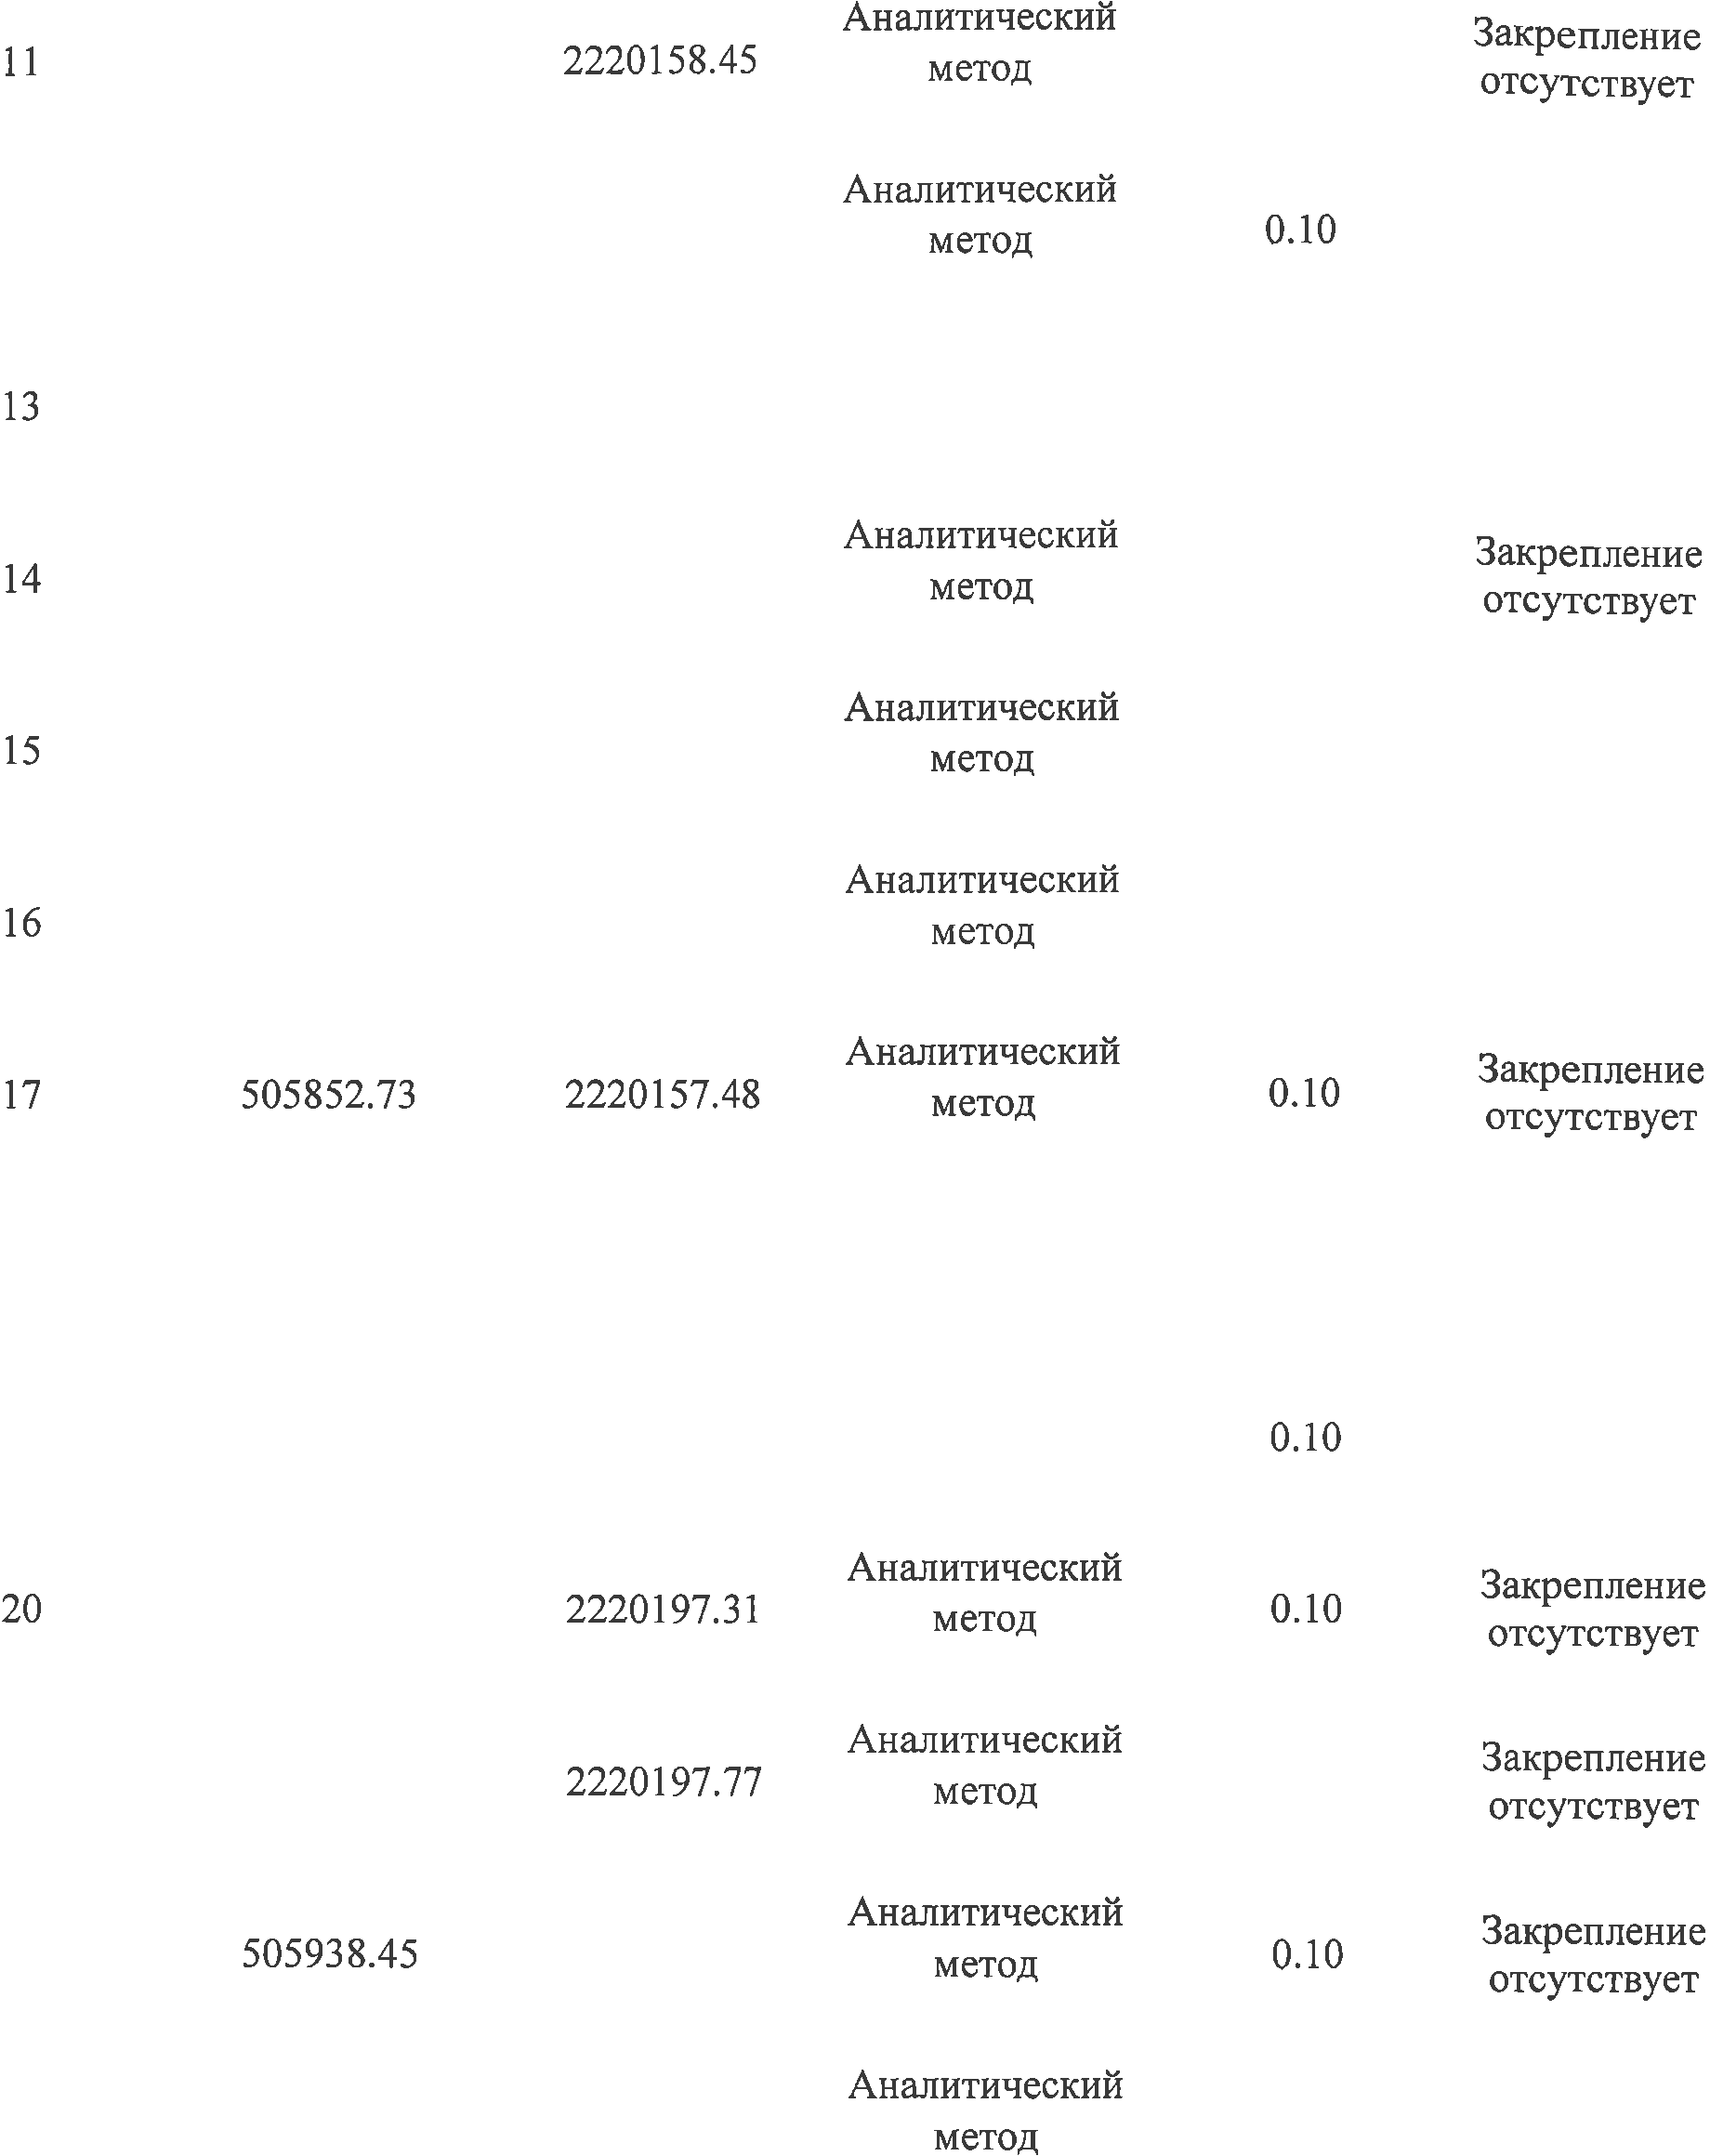 11 2220158.45 Аналитический метод Закрепление отсутствует
Аналитический метод 0.10
13
14 Аналитический метод Закрепление отсутствует
15 Аналитический метод
16 Аналитический метод
17 505852.73 2220157.48 Аналитический метод 0.10 Закрепление отсутствует
0.10
20 2220197.31 Аналитический метод 0.10 Закрепление отсутствует
2220197.77 Аналитический метод Закрепление отсутствует
505938.45 Аналитический метод 0.10 Закрепление отсутствует
Аналитический метод